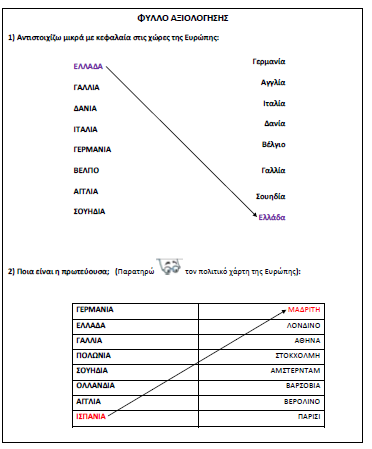 ΦΥΛΛΟ ΑΞΙΟΛΟΓΗΣΗΣ
1) Αντιστοιχίζω μικρά με κεφαλαία στις χώρες της Ευρώπης:
ΕΛΛΑΔΑ Γερμανία
ΓΑΛΛΙΑ Αγγλία
ΔΑΝΙΑ Ιταλία
ΙΤΑΛΙΑ Δανία
ΓΕΡΜΑΝΙΑ Βέλγιο
ΒΕΛΓΙΟ Γαλλία
ΑΓΓΛΙΑ Σουηδία
ΣΟΥΗΔΙΑ Ελλάδα
2) Ποια είναι η πρωτεύουσα; (Παρατηρώ τον πολιτικό χάρτη της Ευρώπης):
ΓΕΡΜΑΝΙΑ ΜΑΔΡΙΤΗ
ΕΛΛΑΔΑ ΛΟΝΔΙΝΟ
ΓΑΛΛΙΑ ΑΘΗΝΑ
ΠΟΛΩΝΙΑ ΣΤΟΚΧΟΛΜΗ
ΣΟΥΗΔΙΑ ΑΜΣΤΕΡΝΤΑΜ
ΟΛΛΑΝΔΙΑ ΒΑΡΣΟΒΙΑ
ΑΓΓΛΙΑ ΒΕΡΟΛΙΝΟ
ΙΣΠΑΝΙΑ ΠΑΡΙΣΙ